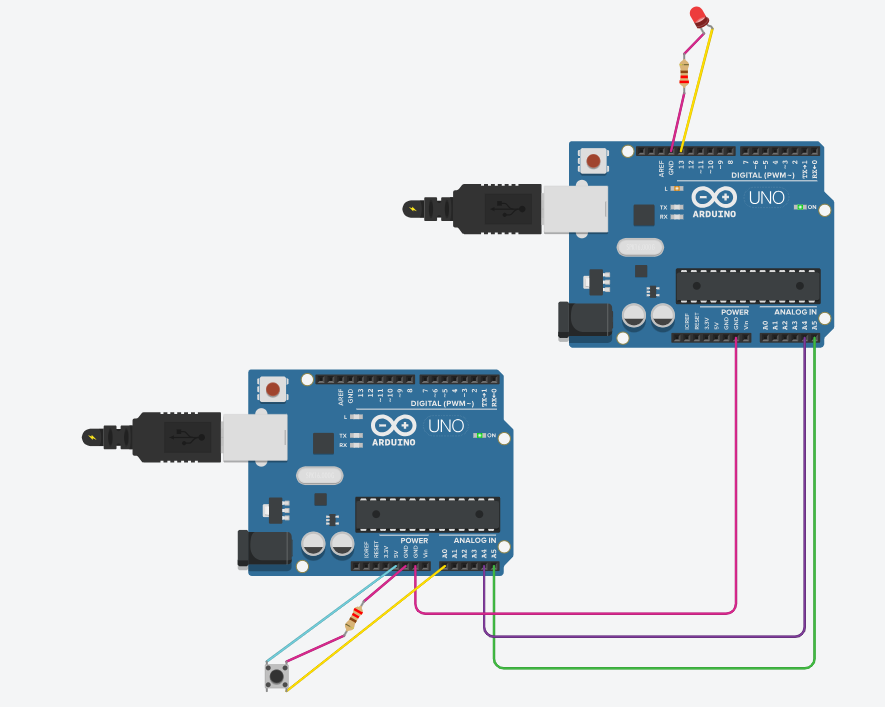 AREF
GND
13
12
~11
~10
~9
8
7
~6
~5
4
~3
2
TX→1
RX←0
DIGITAL (PWM~)
L
TX
RX
ARDUINO
UNO
ON
POWER
ANALOG IN
IOREF
RESET
3.3V
5V
GND
GND
Vin
A0
A1
A2
A3
A4
A5
AREF
GND
13
12
~11
~10
~9
8
7
~6
~5
4
~3
2
TX→1
RX←0
DIGITAL (PWM~)
L
TX
RX
ARDUINO
UNO
ON
POWER
ANALOG IN
IOREF
RESET
3.3V
5V
GND
GND
Vin
A0
A1
A2
A3
A4
A5